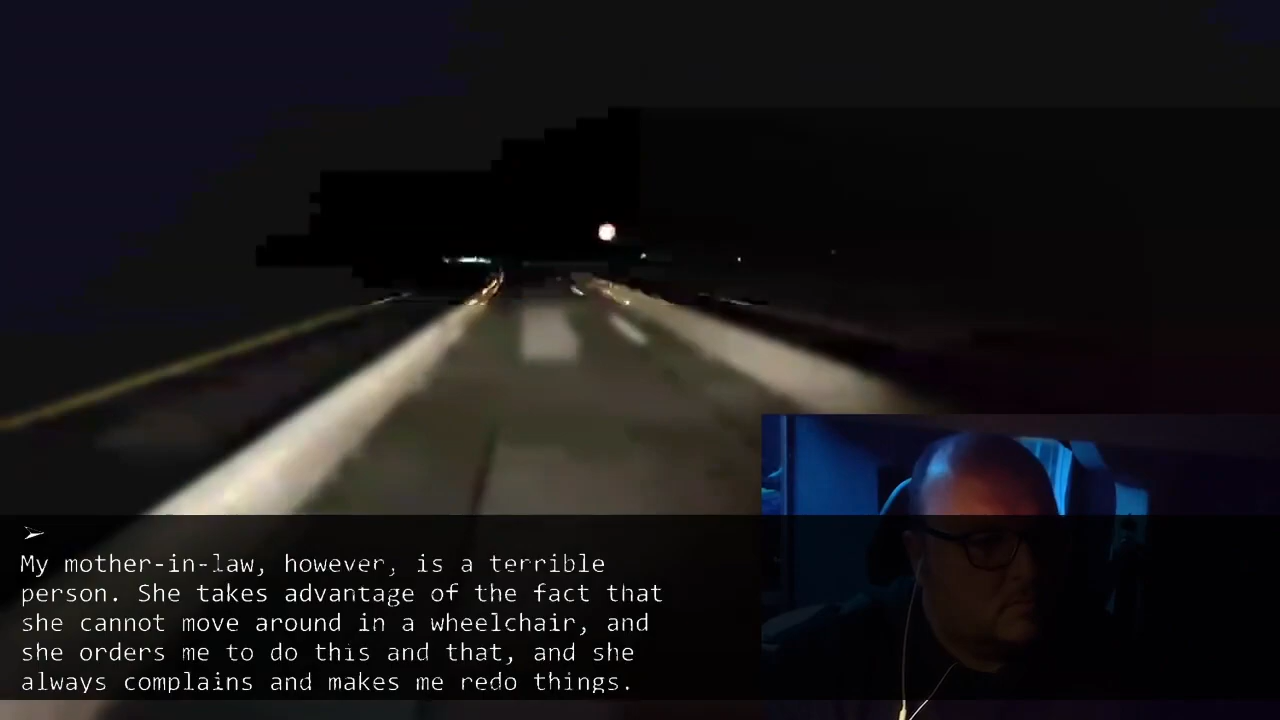 My mother-in-law, however, is a terrible
person. She takes advantage of the fact that
she cannot move around in a wheelchair, and
she orders me to do this and that, and she
always complains and makes me redo things.